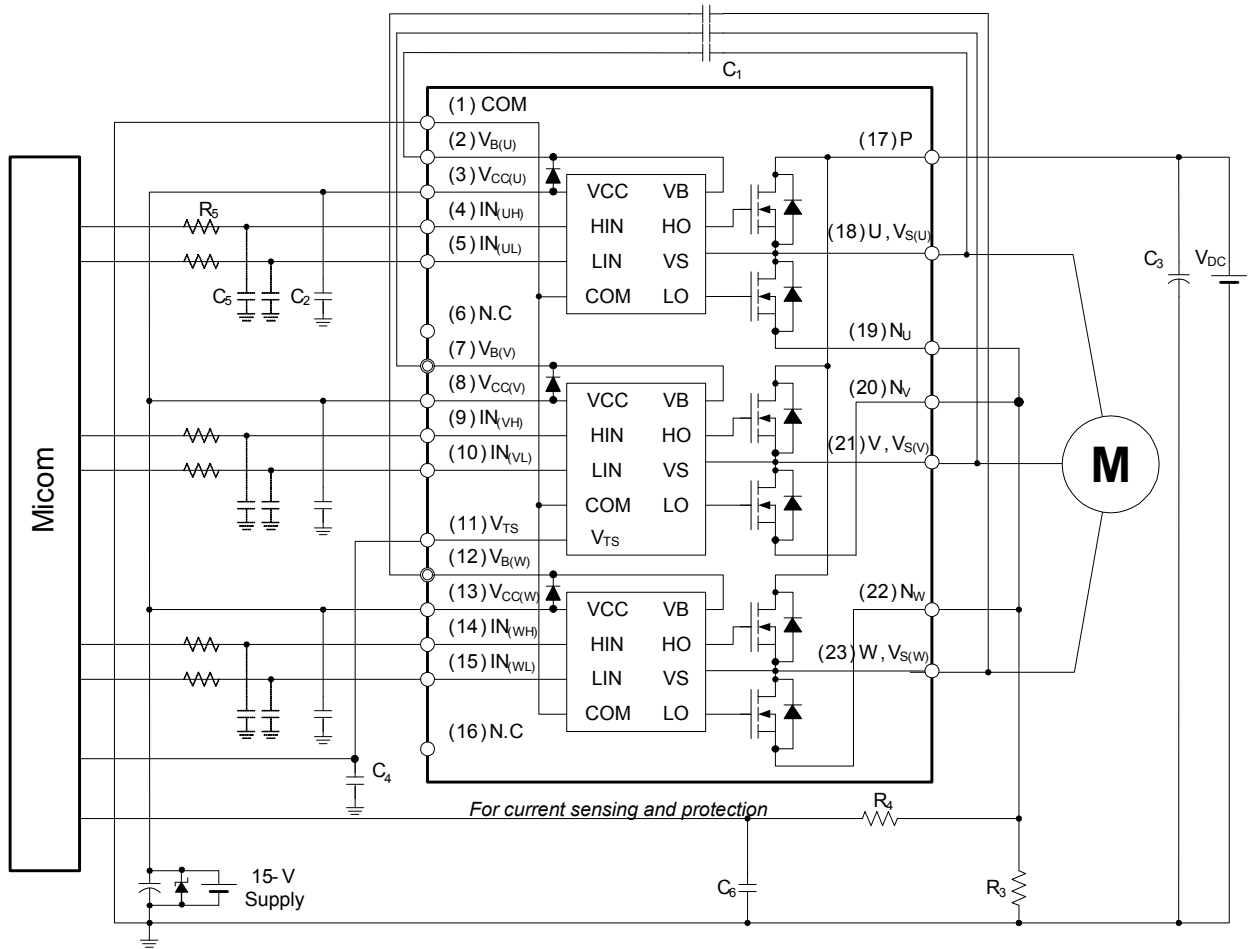 C1
(1) COM
(2) VB(U)
(3) VCC(U)
(4) IN(UH)
(5) IN(UL)
(6) N.C
(7) VB(V)
(8) VCC(V)
(9) IN(VH)
(10) IN(VL)
(11) VTS
(12) VB(W)
(13) VCC(W)
(14) IN(WH)
(15) IN(WL)
(16) N.C
VCC VB
HIN HO
LIN VS
COM LO
VCC VB
HIN HO
LIN VS
COM LO
VTS
VCC VB
HIN HO
LIN VS
COM LO
(17) P
(18) U, VS(U)
(19) NU
(20) NV
(21) V, VS(V)
(22) NW
(23) W, VS(W)
R5
C5
C2
Micom
C4
C3
VDC
M
For current sensing and protection
R4
C6
R3
15-V
Supply